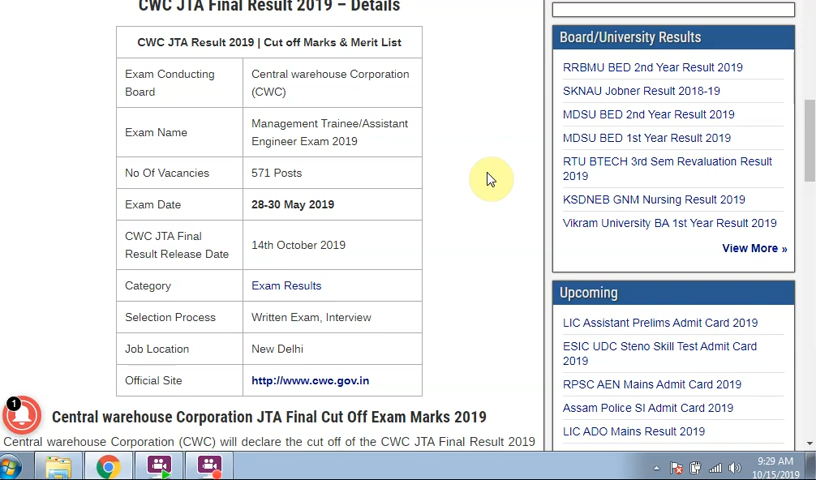 CWC JTA Final Result 2019 – Details
CWC JTA Result 2019 | Cut off Marks & Merit List
Exam Conducting
Board
Central warehouse Corporation
(CWC)
Exam Name
Management Trainee/Assistant
Engineer Exam 2019
No Of Vacancies
571 Posts
Exam Date
28-30 May 2019
CWC JTA Final
Result Release Date
14th October 2019
Category
Exam Results
Selection Process
Written Exam, Interview
Job Location
New Delhi
Official Site
http://www.cwc.gov.in
1
Central warehouse Corporation JTA Final Cut Off Exam Marks 2019
Central warehouse Corporation (CWC) will declare the cut off of the CWC JTA Final Result 2019
Board/University Results
RRBMU BED 2nd Year Result 2019
SKNAU Jobner Result 2018-19
MDSU BED 2nd Year Result 2019
MDSU BED 1st Year Result 2019
RTU BTECH 3rd Sem Revaluation Result
2019
KSDNEB GNM Nursing Result 2019
Vikram University BA 1st Year Result 2019
View More »
Upcoming
LIC Assistant Prelims Admit Card 2019
ESIC UDC Steno Skill Test Admit Card
2019
RPSC AEN Mains Admit Card 2019
Assam Police SI Admit Card 2019
LIC ADO Mains Result 2019
9:29 AM
10/15/2019